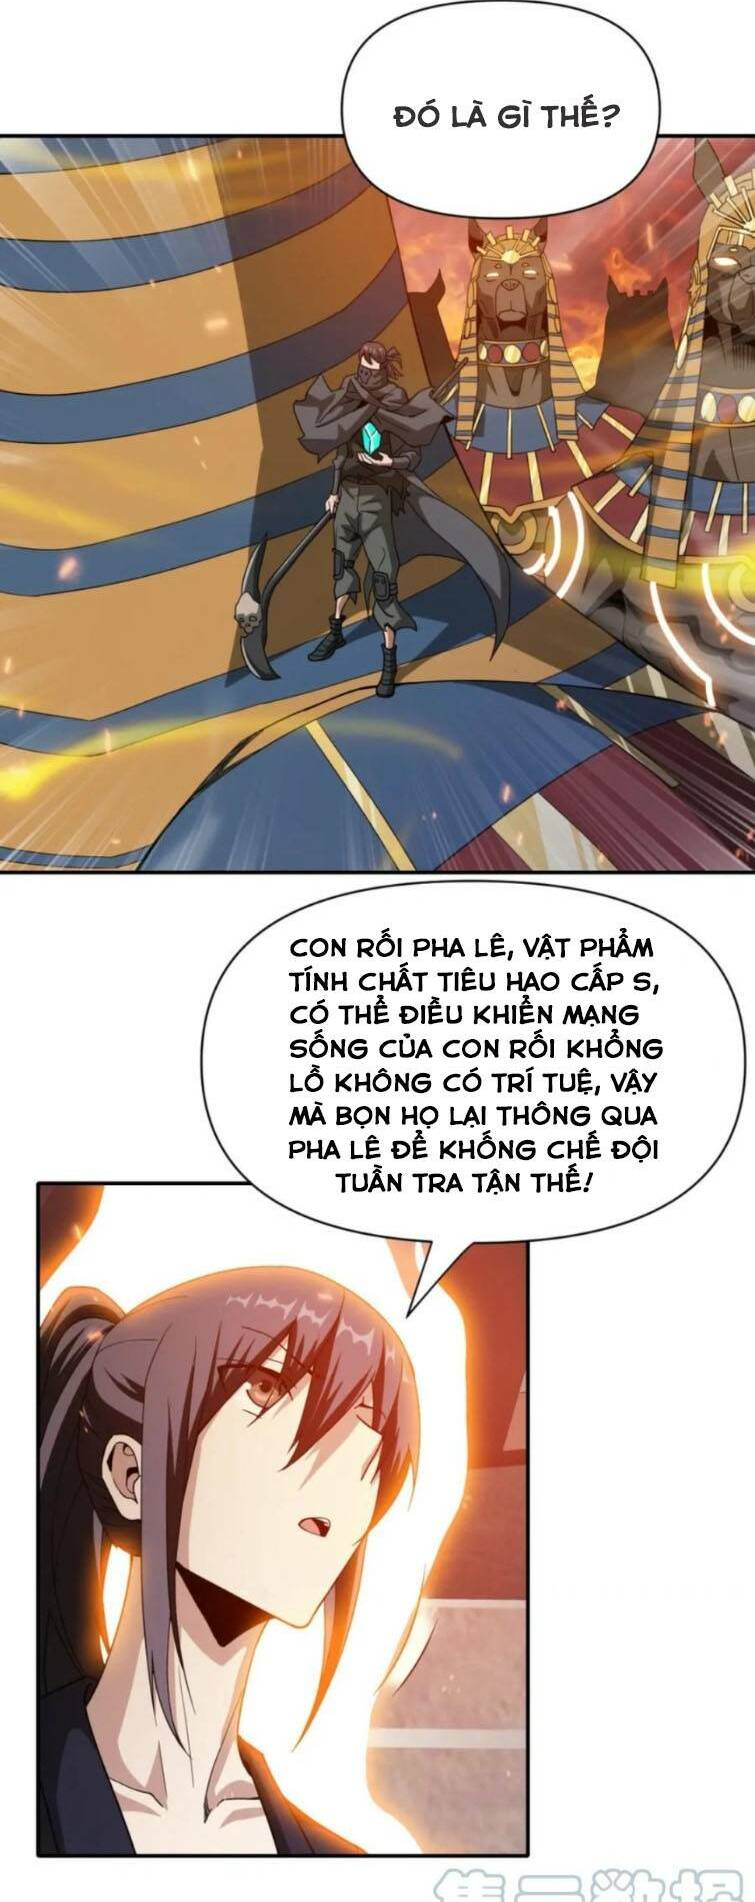 ĐÓ LÀ GÌ THẾ?
CON RỐI PHA LÊ, VẬT PHẨM
TÍNH CHẤT TIÊU HAO CẤP S,
CÓ THỂ ĐIỀU KHIỂN MẠNG
SỐNG CỦA CON RỐI KHỔNG
LỒ KHÔNG CÓ TRÍ TUỆ, VẬY
MÀ BỌN HỌ LẠI THÔNG QUA
PHA LÊ ĐỂ KHỐNG CHẾ ĐỘI
TUẦN TRA TẬN THẾ!